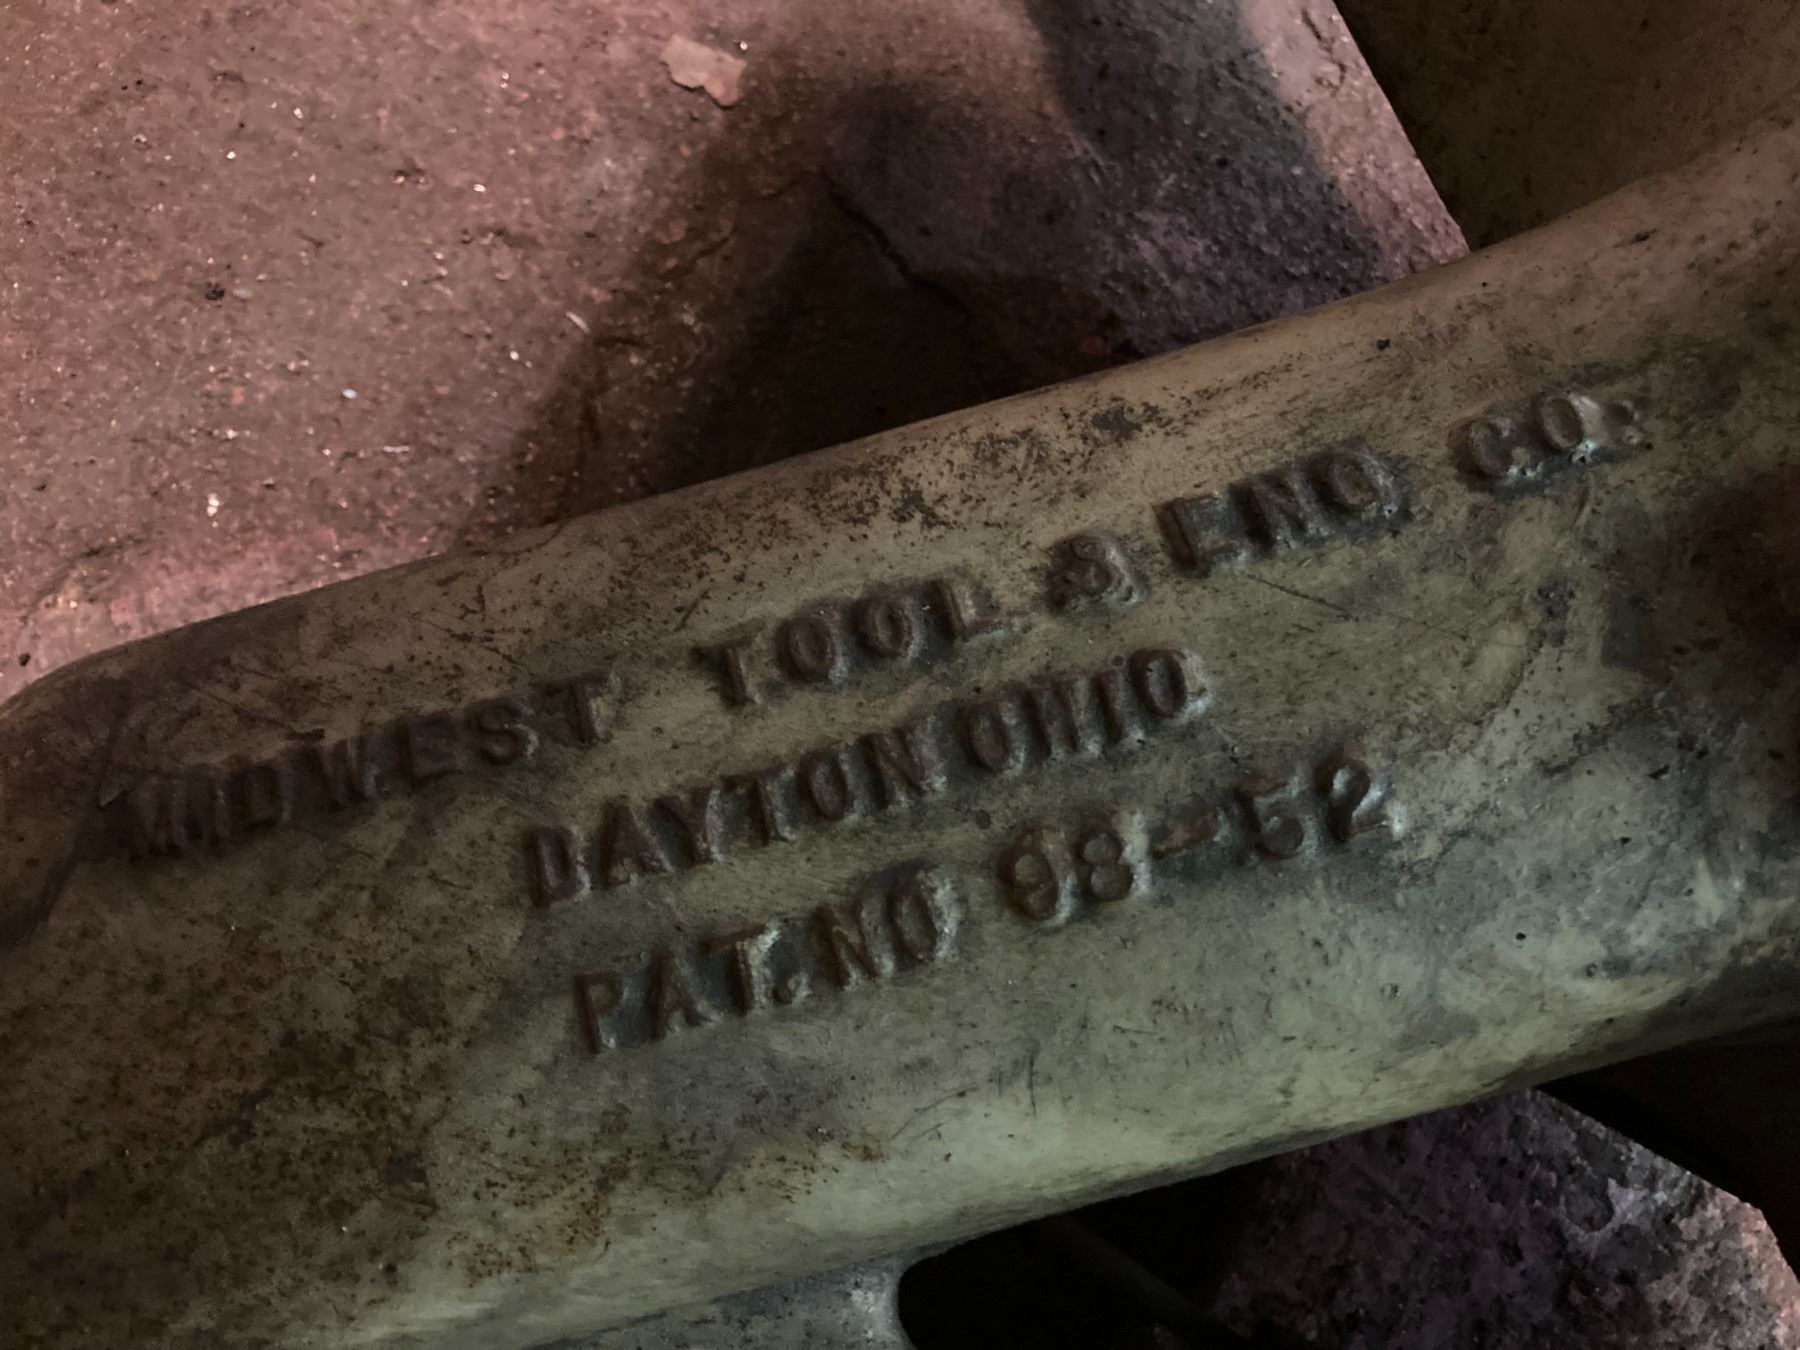 MIDWEST TOOL & ENG. CO.
DAYTON OHIO
PAT. NO 98-52